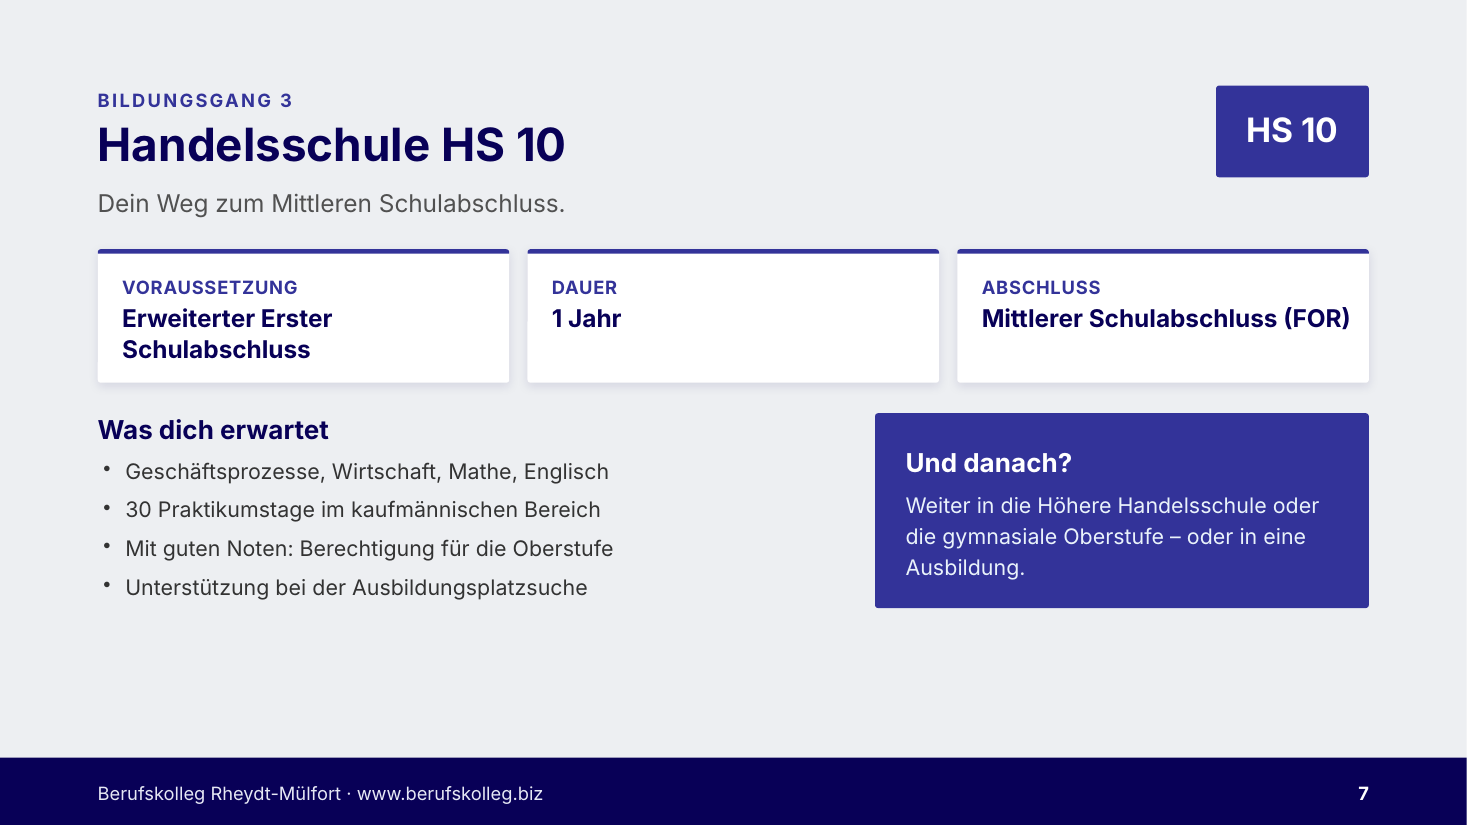 BILDUNGSGANG 3
Handelsschule HS 10
HS 10
Dein Weg zum Mittleren Schulabschluss.
VORAUSSETZUNG
Erweiterter Erster
Schulabschluss
DAUER
1 Jahr
ABSCHLUSS
Mittlerer Schulabschluss (FOR)
Was dich erwartet
• Geschäftsprozesse, Wirtschaft, Mathe, Englisch
• 30 Praktikumstage im kaufmännischen Bereich
• Mit guten Noten: Berechtigung für die Oberstufe
• Unterstützung bei der Ausbildungsplatzsuche
Und danach?
Weiter in die Höhere Handelsschule oder
die gymnasiale Oberstufe – oder in eine
Ausbildung.
Berufskolleg Rheydt-Mülfort · www.berufskolleg.biz
7